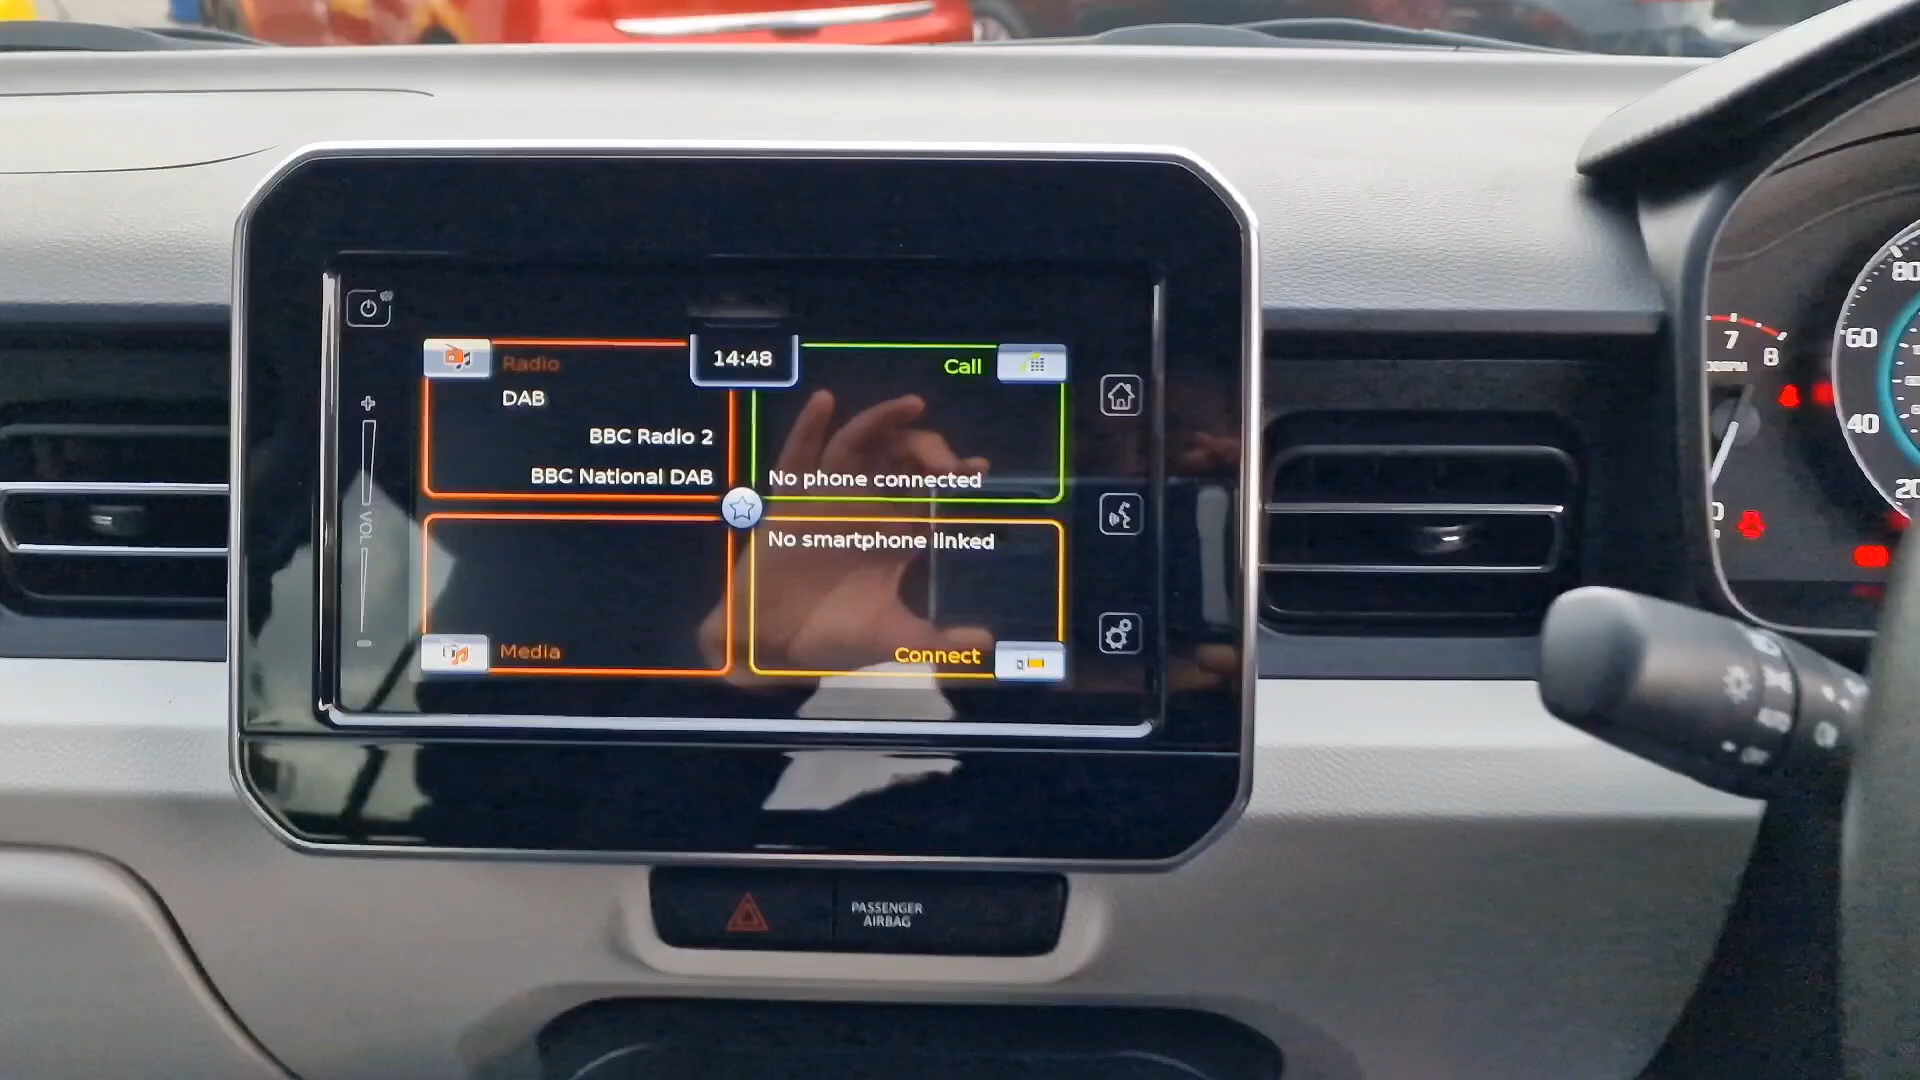 14:48
Radio
DAB
BBC Radio 2
BBC National DAB
Call
No phone connected
No smartphone linked
Media
Connect
VOL
PASSENGER
AIRBAG
7
8
80
60
40
20